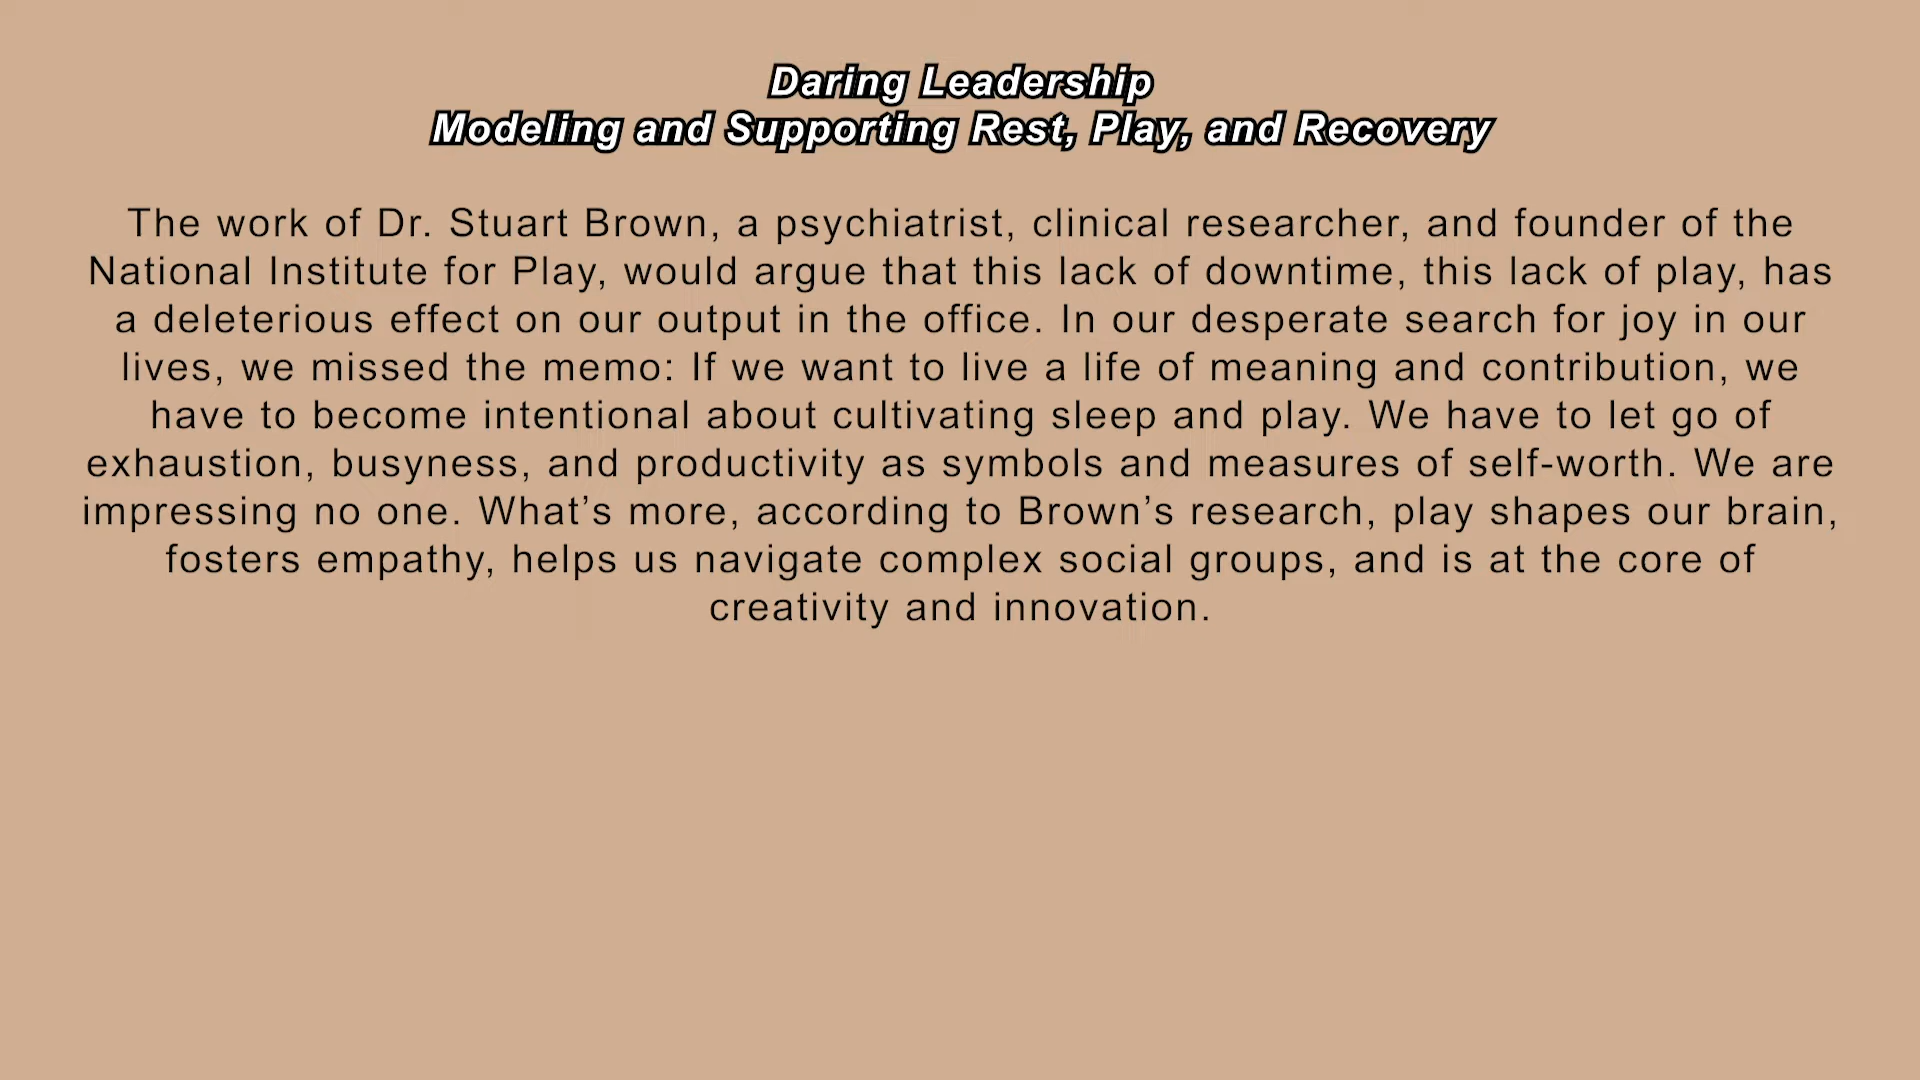 Daring Leadership
Modeling and Supporting Rest, Play, and Recovery
The work of Dr. Stuart Brown, a psychiatrist, clinical researcher, and founder of the
National Institute for Play, would argue that this lack of downtime, this lack of play, has
a deleterious effect on our output in the office. In our desperate search for joy in our
lives, we missed the memo: If we want to live a life of meaning and contribution, we
have to become intentional about cultivating sleep and play. We have to let go of
exhaustion, busyness, and productivity as symbols and measures of self-worth. We are
impressing no one. What’s more, according to Brown’s research, play shapes our brain,
fosters empathy, helps us navigate complex social groups, and is at the core of
creativity and innovation.